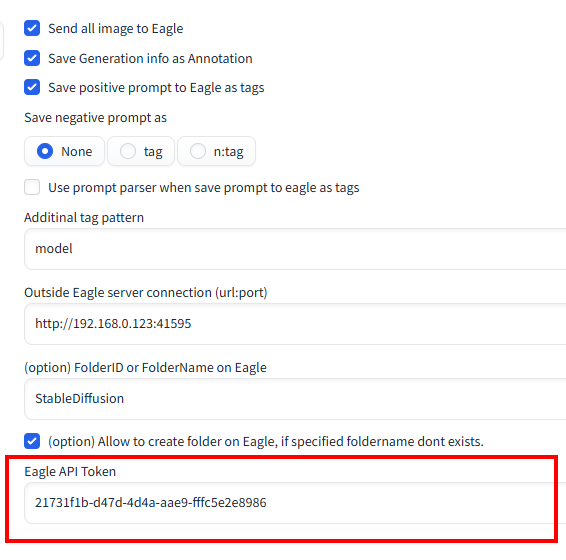 Send all image to Eagle
Save Generation info as Annotation
Save positive prompt to Eagle as tags
Save negative prompt as
None tag n:tag
Use prompt parser when save prompt to eagle as tags
Additinal tag pattern
model
Outside Eagle server connection (url:port)
http://192.168.0.123:41595
(option) FolderID or FolderName on Eagle
StableDiffusion
(option) Allow to create folder on Eagle, if specified foldername dont exists.
Eagle API Token
21731f1b-d47d-4d4a-aae9-fffc5e2e8986